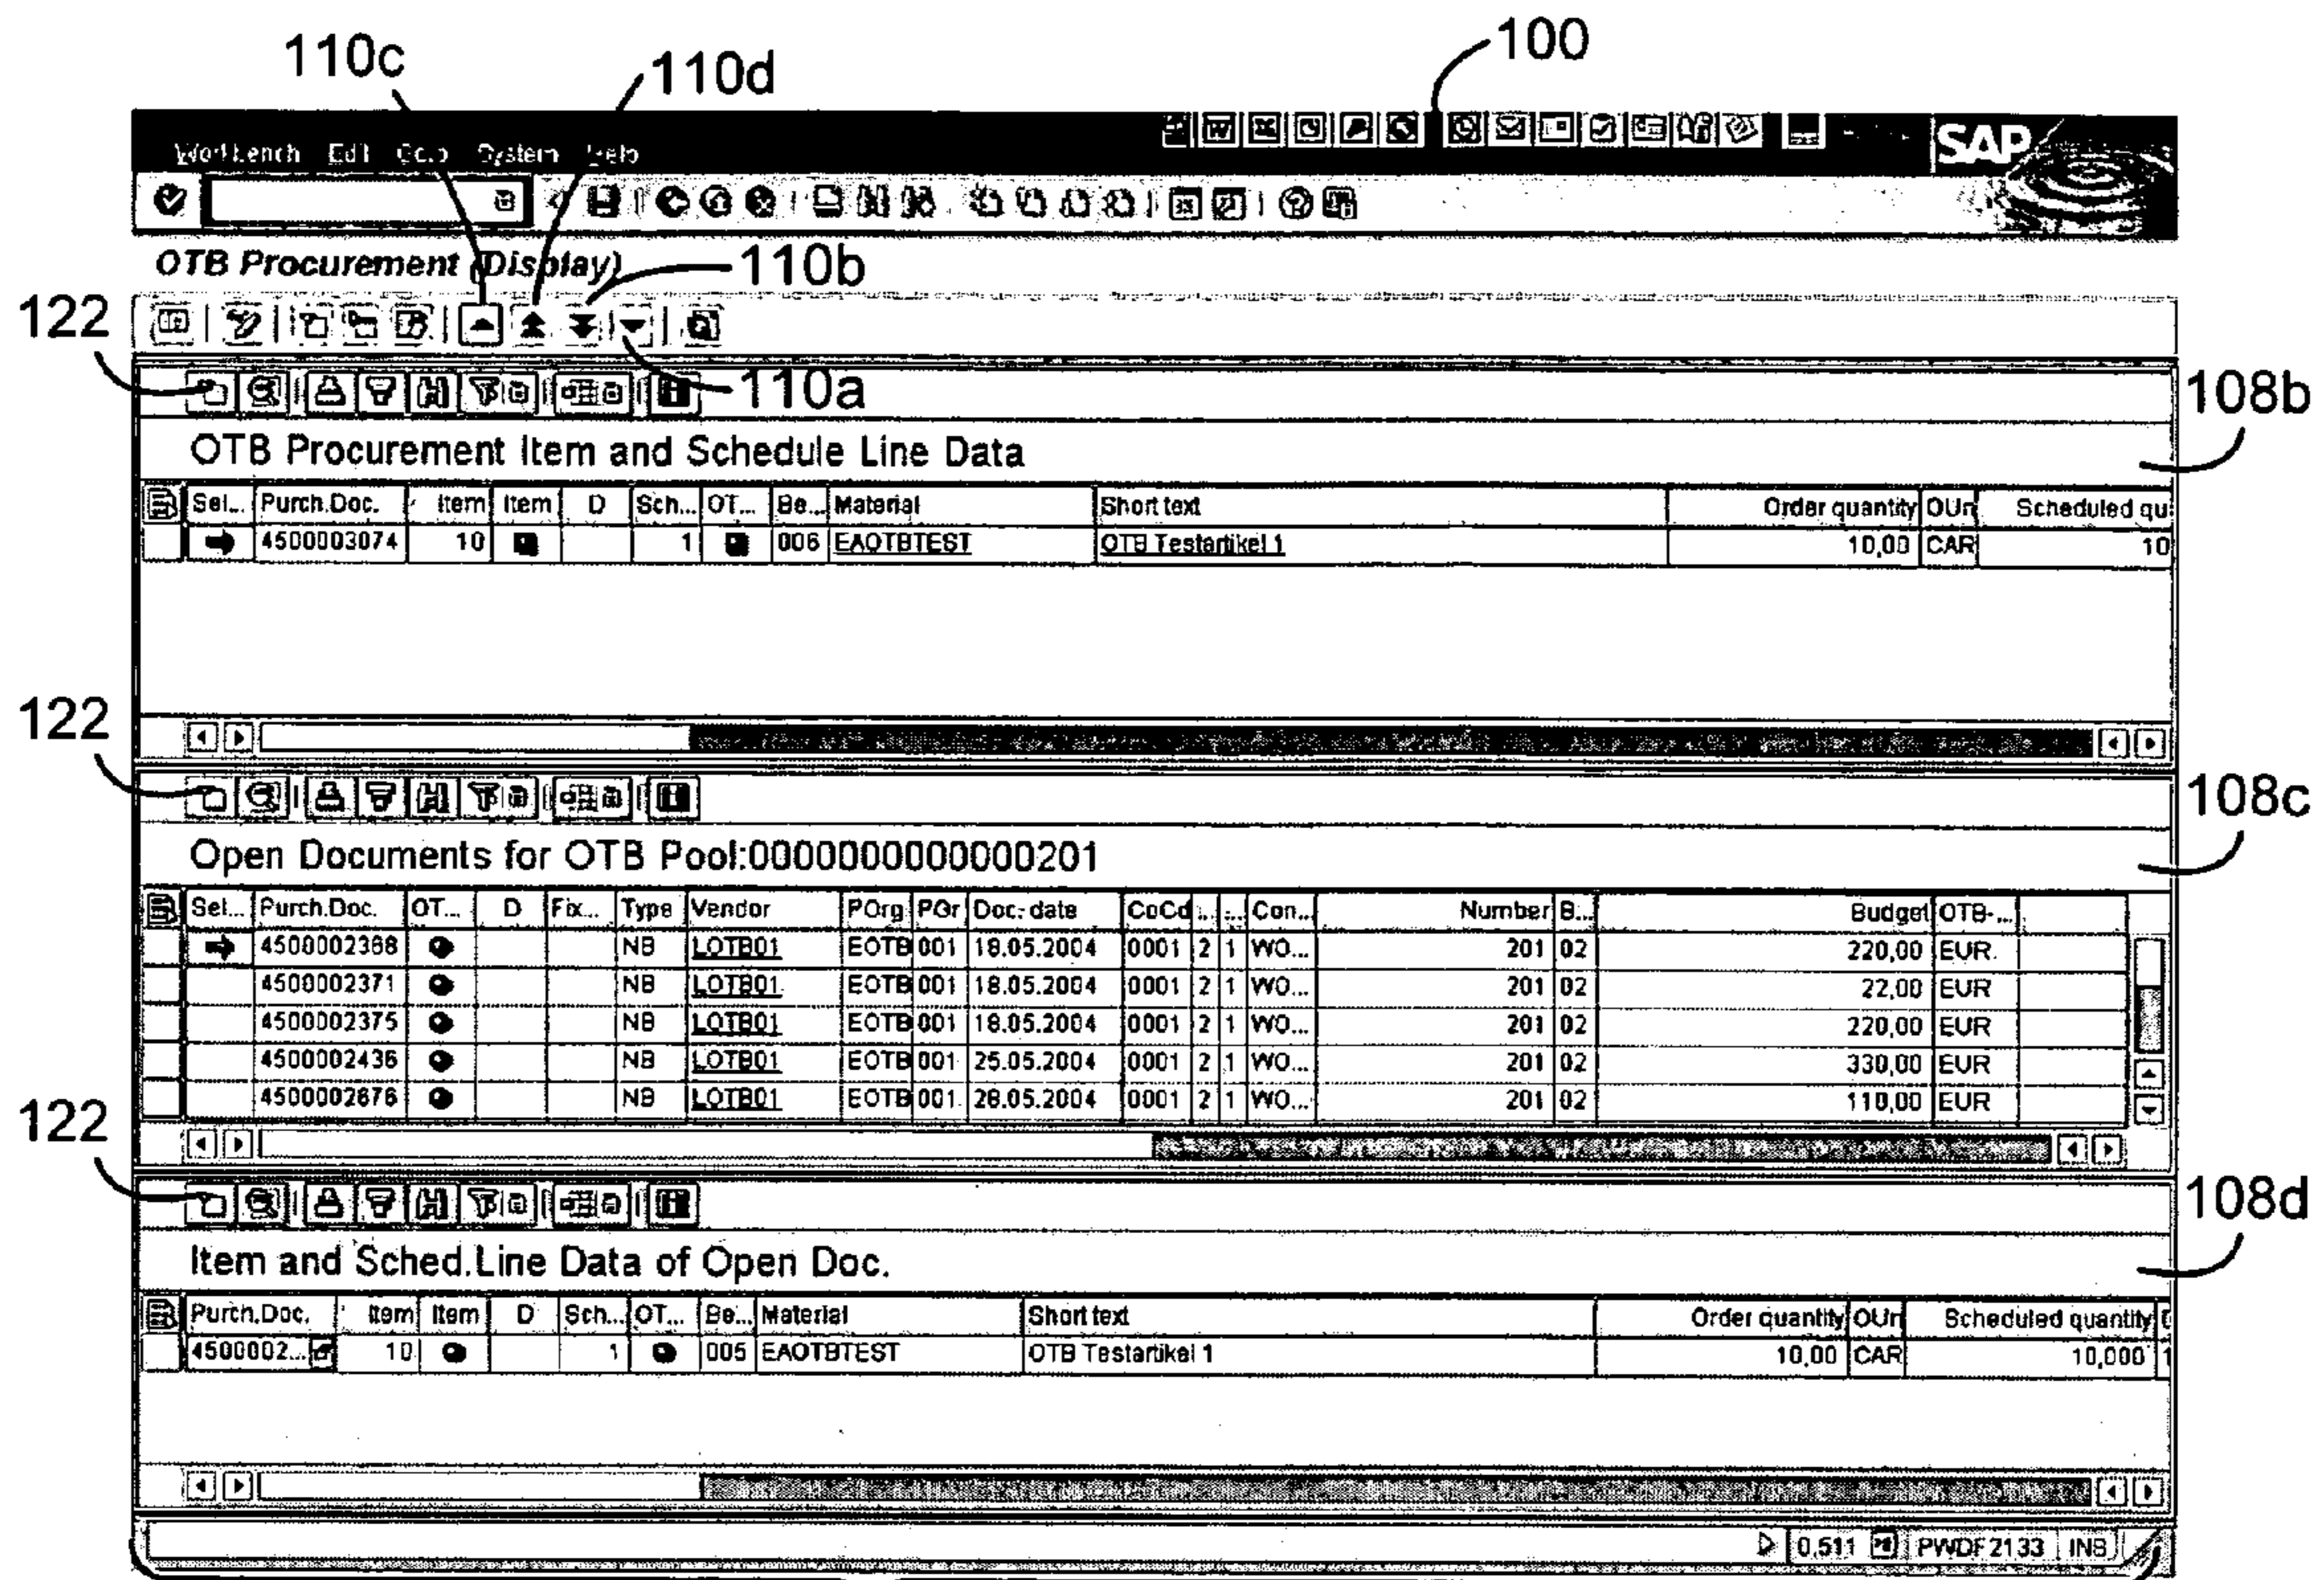 110c 110d 100
Workbench Edit Goto System Help
SAP
OTB Procurement (Display)
110b
122
110a
108b
OTB Procurement Item and Schedule Line Data
Sel... Purch.Doc. Item Item D Sch... OT... Be... Material Short text Order quantity OUn Scheduled qu
4500003074 10 1 006 EAOTBTEST OTB Testartikel 1 10,00 CAR 10
122
108c
Open Documents for OTB Pool:0000000000000201
Sel... Purch.Doc. OT... D Fix... Type Vendor POrg PGr Doc. date CoCd ... ... Con... Number B... Budget OTB-...
4500002368 NB LOTB01 EOTB 001 18.05.2004 0001 2 1 WO... 201 02 220,00 EUR
4500002371 NB LOTB01 EOTB 001 18.05.2004 0001 2 1 WO... 201 02 22,00 EUR
4500002375 NB LOTB01 EOTB 001 18.05.2004 0001 2 1 WO... 201 02 220,00 EUR
4500002436 NB LOTB01 EOTB 001 25.05.2004 0001 2 1 WO... 201 02 330,00 EUR
4500002676 NB LOTB01 EOTB 001 26.05.2004 0001 2 1 WO... 201 02 110,00 EUR
122
108d
Item and Sched.Line Data of Open Doc.
Purch.Doc. Item Item D Sch... OT... Be... Material Short text Order quantity OUn Scheduled quantity
4500002... 10 1 005 EAOTBTEST OTB Testartikel 1 10,00 CAR 10,000 1
0.511 PWDF2133 INS